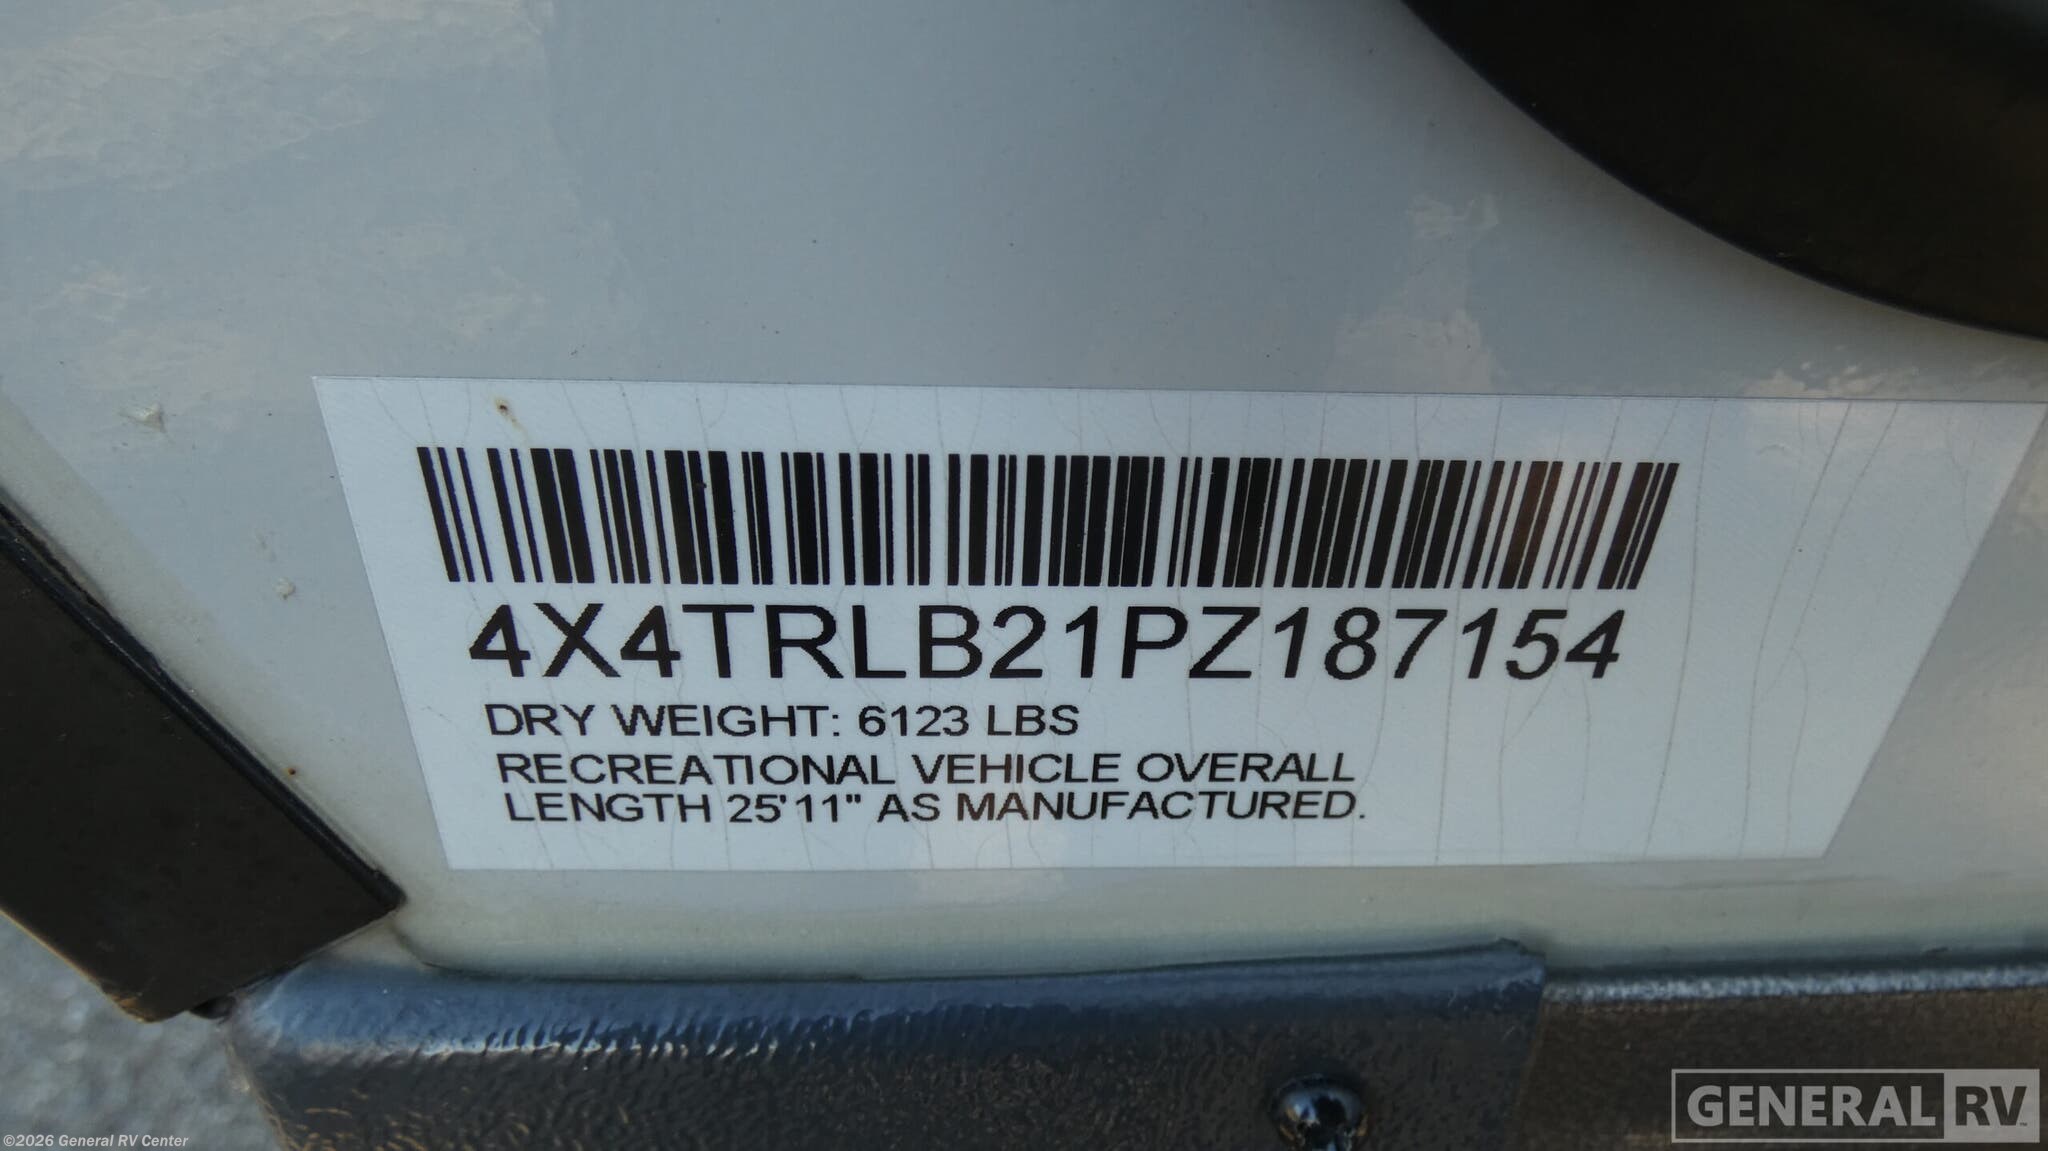 4X4TRLB21PZ187154
DRY WEIGHT: 6123 LBS
RECREATIONAL VEHICLE OVERALL
LENGTH 25'11" AS MANUFACTURED.
GENERAL RV
©2026 General RV Center